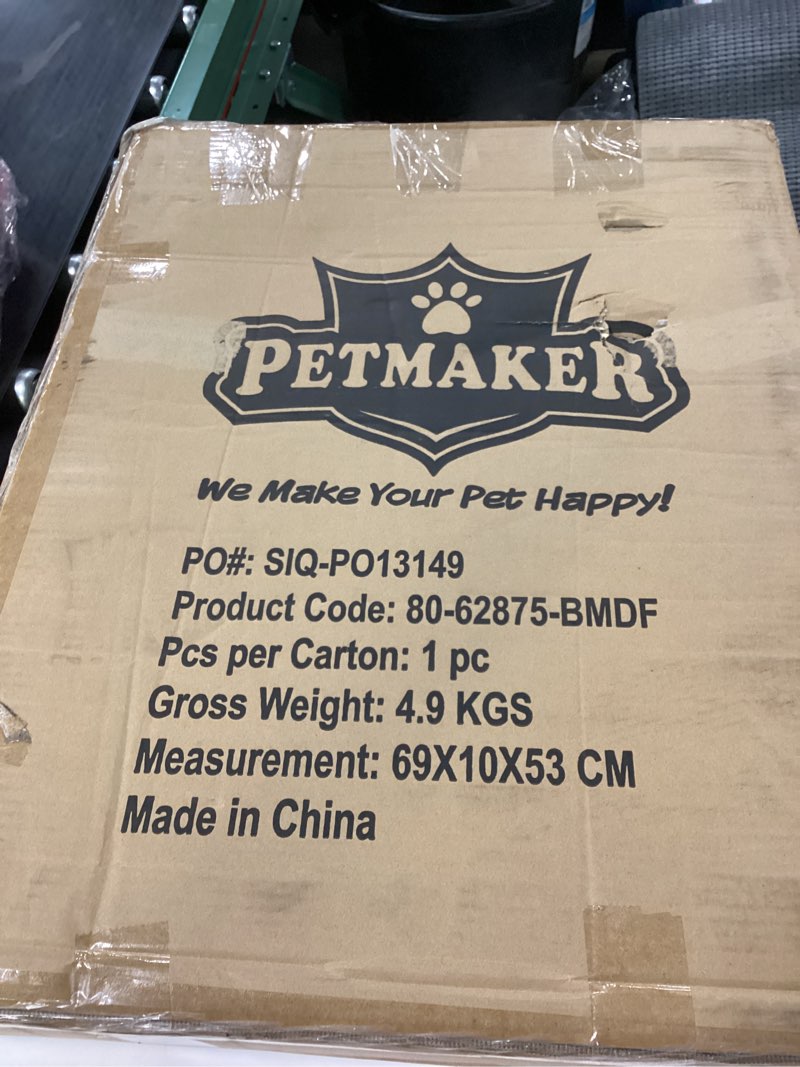 PETMAKER
We Make Your Pet Happy!
PO#: SIQ-PO13149
Product Code: 80-62875-BMDF
Pcs per Carton: 1 pc
Gross Weight: 4.9 KGS
Measurement: 69X10X53 CM
Made in China